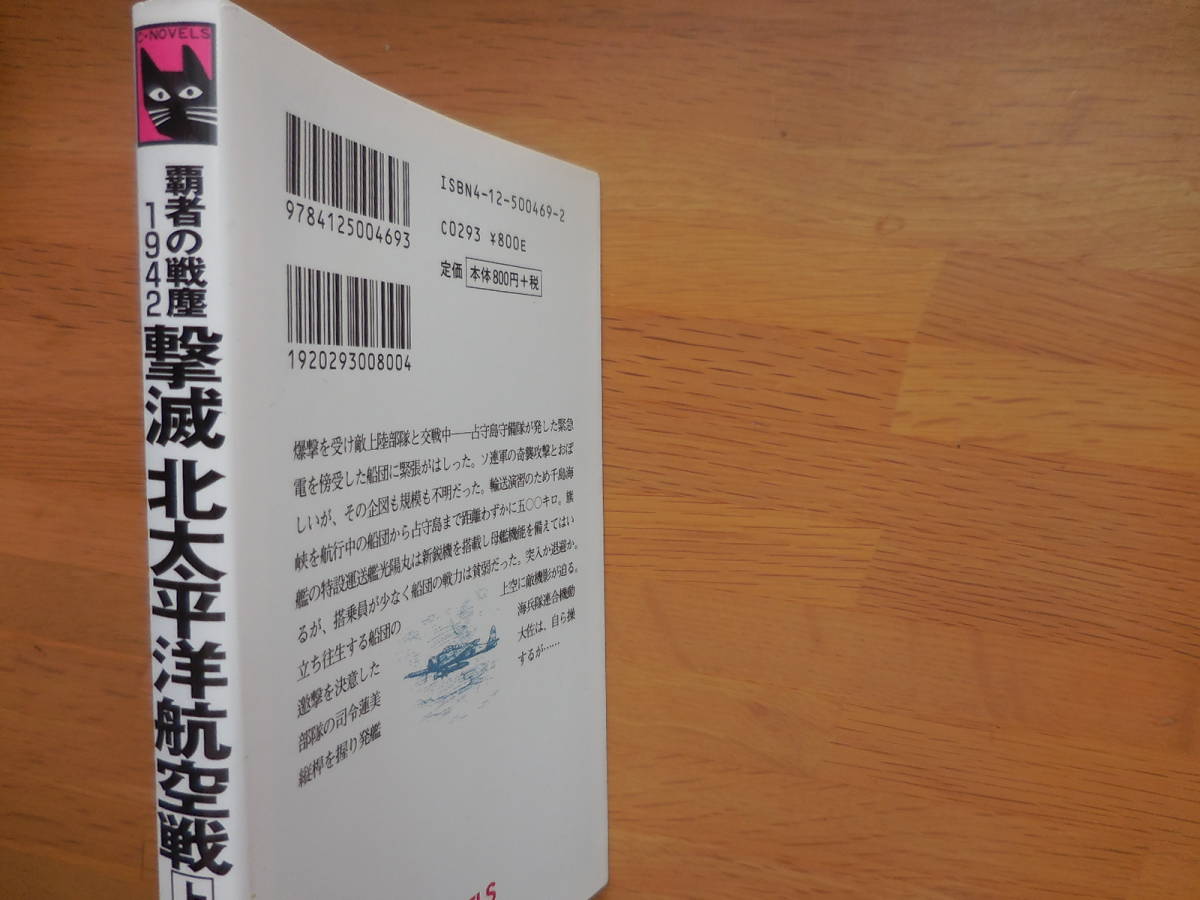 C★NOVELS
覇者の戦塵
1942
撃滅 北太平洋航空戦 上
9784125004693
ISBN4-12-500469-2
C0293 ¥800E
定価 本体800円+税
1920293008004
爆撃を受け敵上陸部隊と交戦中──占守島守備隊が発した緊急
電を傍受した船団に緊張がはしった。ソ連軍の奇襲攻撃とおぼ
しいが、その企図も規模も不明だった。輸送演習のため千島海
峡を航行中の船団から占守島まで距離わずかに五〇〇キロ。旗
艦の特設運送艦光陽丸は新鋭機を搭載し母艦機能を備えてはい
るが、搭乗員が少なく船団の戦力は貧弱だった。突入か退避か。
立ち往生する船団の
上空に敵機影が迫る。
邀撃を決意した
海兵隊連合機動
部隊の司令蓮美
大佐は、自ら操
縦桿を握り発艦
するが……